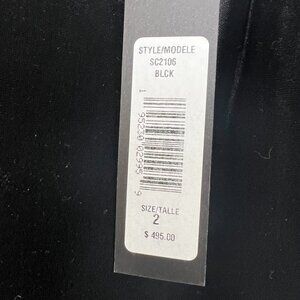 STYLE/MODELE
SC2106
BLCK
SIZE/TALLE
2
$ 495.00